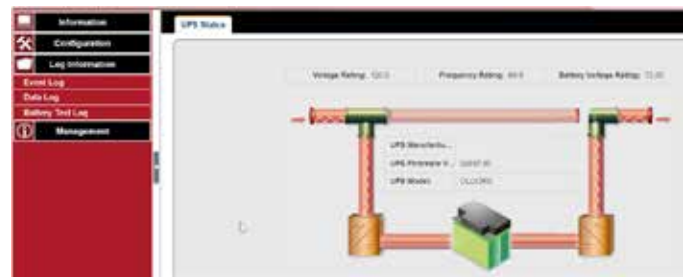 Information
Configuration
Log Information
Event Log
Data Log
Battery Test Log
Management
UPS Status
Voltage Rating:
Frequency Rating:
Battery Voltage Rating:
UPS Manufactu...
UPS Firmware V...
UPS Model: